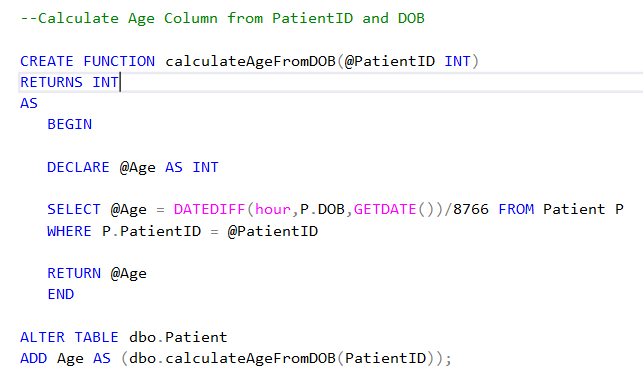 --Calculate Age Column from PatientID and DOB
CREATE FUNCTION calculateAgeFromDOB(@PatientID INT)
RETURNS INT
AS
BEGIN
DECLARE @Age AS INT
SELECT @Age = DATEDIFF(hour,P.DOB,GETDATE())/8766 FROM Patient P
WHERE P.PatientID = @PatientID
RETURN @Age
END
ALTER TABLE dbo.Patient
ADD Age AS (dbo.calculateAgeFromDOB(PatientID));